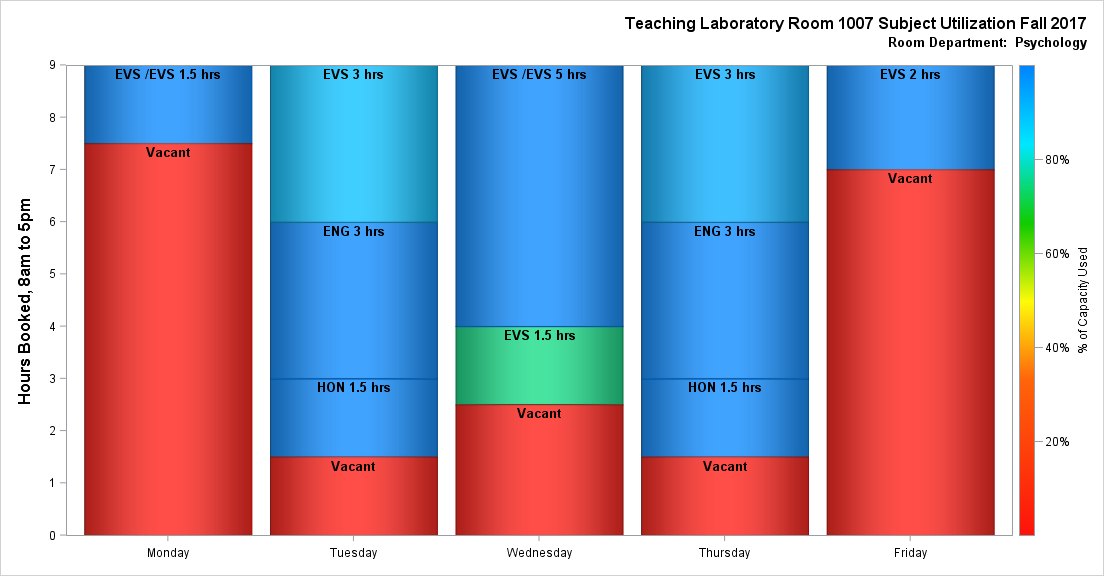 Teaching Laboratory Room 1007 Subject Utilization Fall 2017
Room Department:  Psychology
Hours Booked, 8am to 5pm
9
8
7
6
5
4
3
2
1
0
EVS /EVS 1.5 hrs
Vacant
EVS 3 hrs
ENG 3 hrs
HON 1.5 hrs
Vacant
EVS /EVS 5 hrs
EVS 1.5 hrs
Vacant
EVS 3 hrs
ENG 3 hrs
HON 1.5 hrs
Vacant
EVS 2 hrs
Vacant
Monday
Tuesday
Wednesday
Thursday
Friday
80%
60%
40%
20%
% of Capacity Used